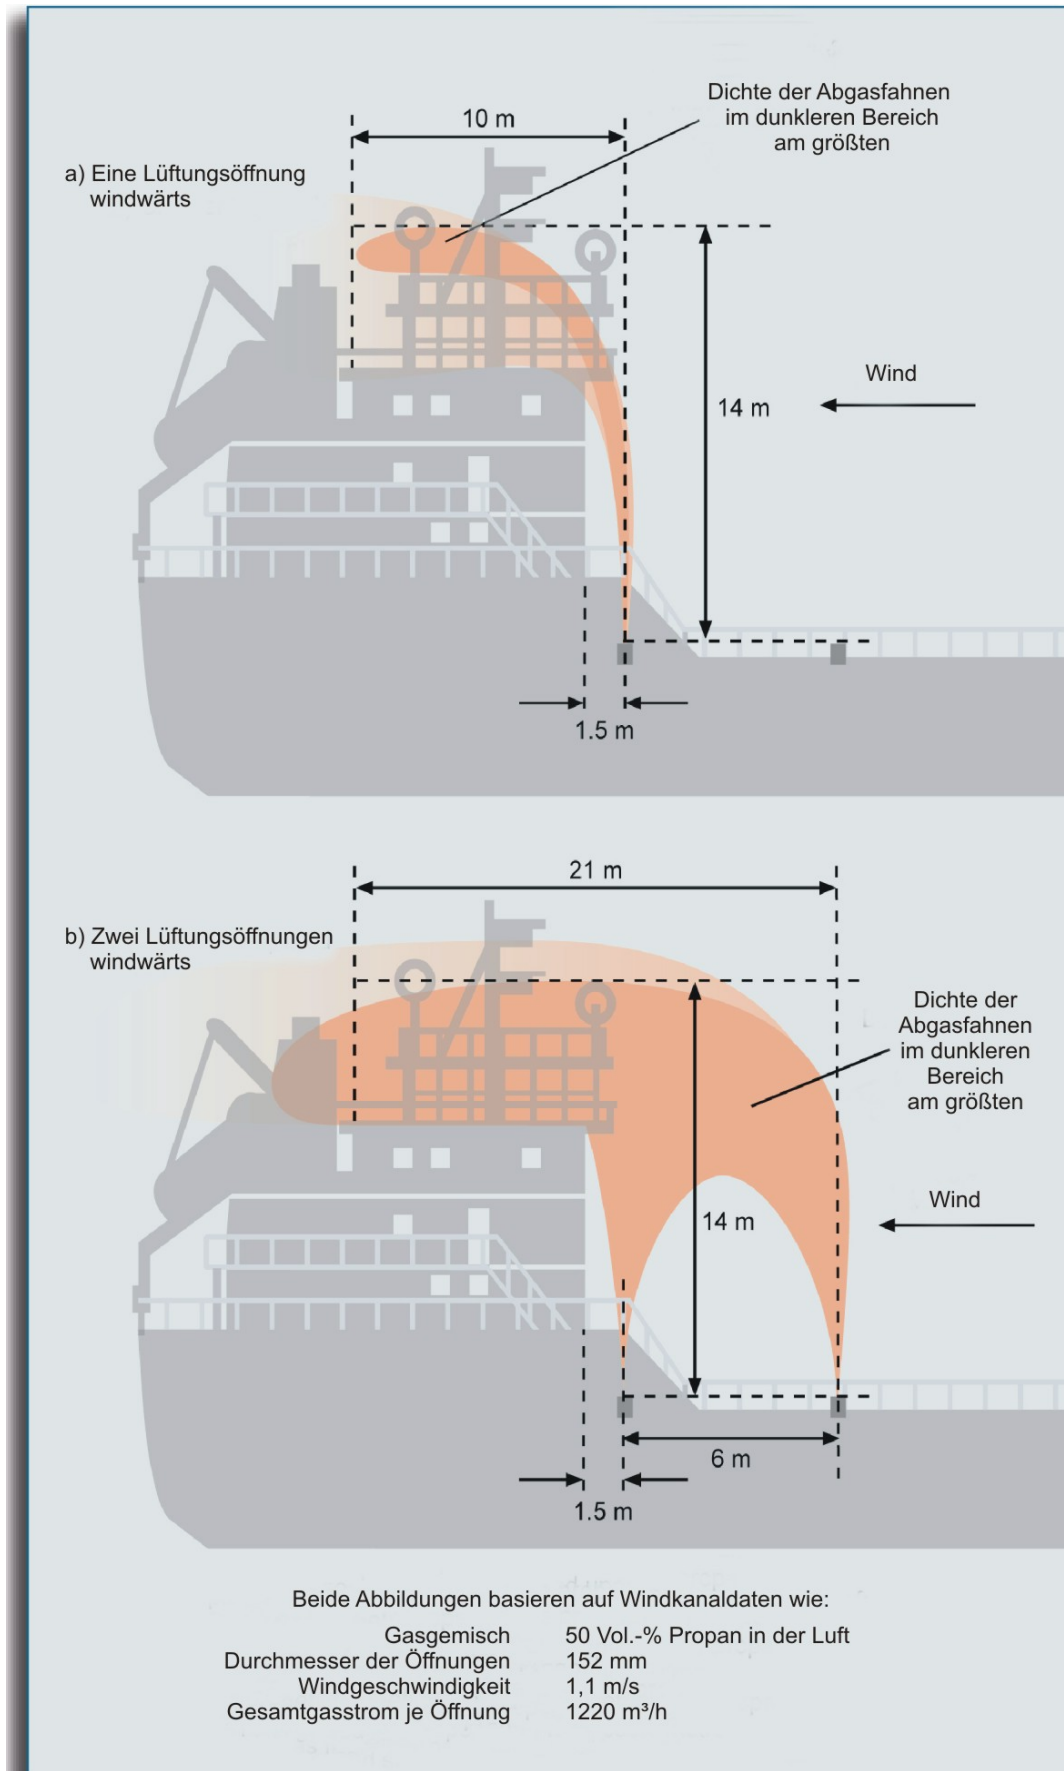 10 m
Dichte der Abgasfahnen
im dunkleren Bereich
am größten
a) Eine Lüftungsöffnung
windwärts
Wind
14 m
1.5 m
21 m
b) Zwei Lüftungsöffnungen
windwärts
Dichte der
Abgasfahnen
im dunkleren
Bereich
am größten
Wind
14 m
6 m
1.5 m
Beide Abbildungen basieren auf Windkanaldaten wie:
Gasgemisch 50 Vol.-% Propan in der Luft
Durchmesser der Öffnungen 152 mm
Windgeschwindigkeit 1,1 m/s
Gesamtgasstrom je Öffnung 1220 m³/h